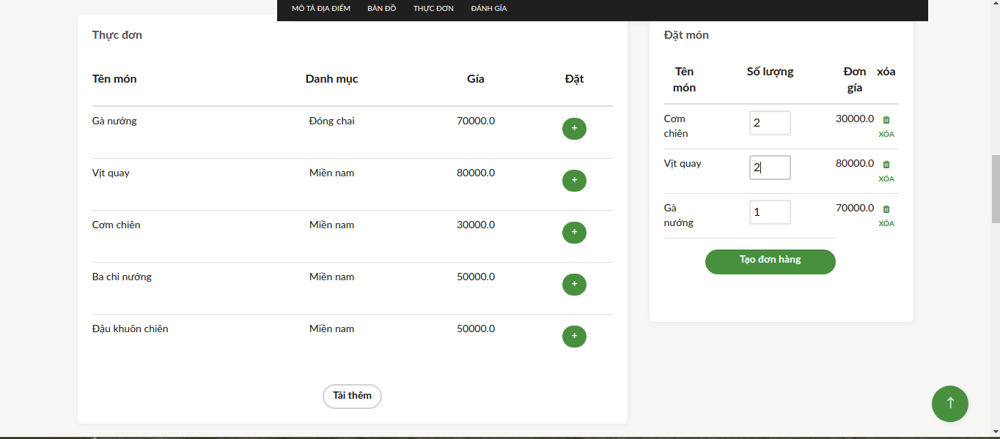 MÔ TẢ ĐỊA ĐIỂM BẢN ĐỒ THỰC ĐƠN ĐÁNH GÍA
Thực đơn
Tên món Danh mục Gía Đặt
Gà nướng Đóng chai 70000.0 +
Vịt quay Miền nam 80000.0 +
Cơm chiên Miền nam 30000.0 +
Ba chỉ nướng Miền nam 50000.0 +
Đậu khuôn chiên Miền nam 50000.0 +
Tải thêm
Đặt món
Tên Số lượng Đơn xóa
món gía
Cơm 2 30000.0
chiên XÓA
Vịt quay 2 80000.0
XÓA
Gà 1 70000.0
nướng XÓA
Tạo đơn hàng